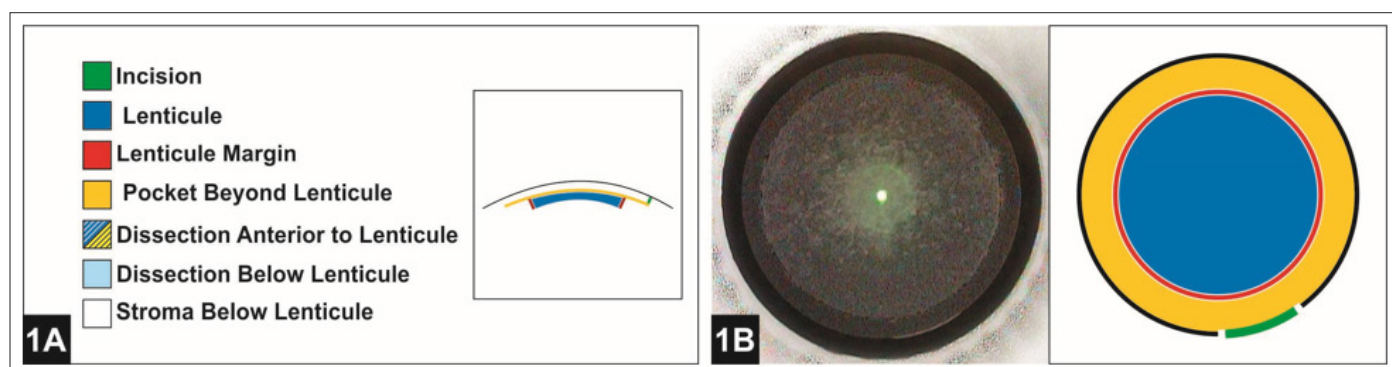 Incision
Lenticule
Lenticule Margin
Pocket Beyond Lenticule
Dissection Anterior to Lenticule
Dissection Below Lenticule
Stroma Below Lenticule
1A
1B